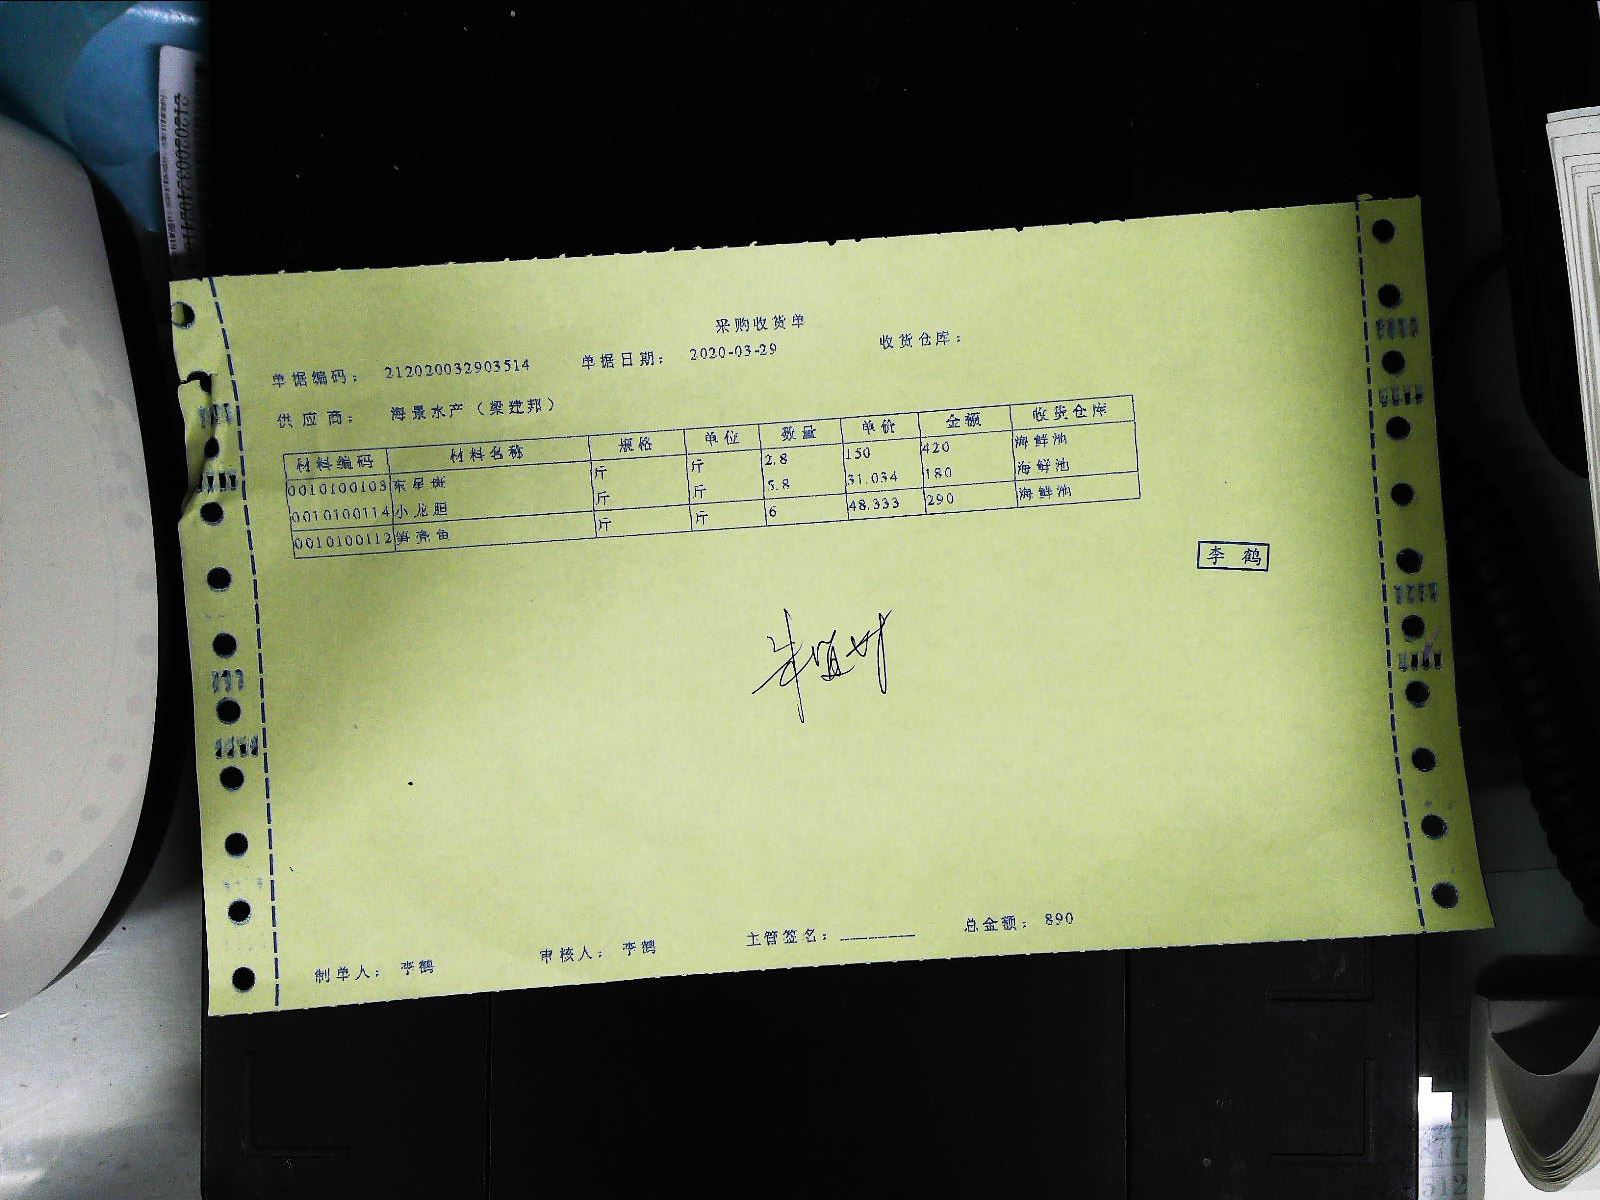 采购收货单
单据编码： 212020032903514 单据日期： 2020-03-29 收货仓库：
供应商： 海景水产（梁建邦）
材料编码 材料名称 规格 单位 数量 单价 金额 收货仓库
0010100103 东星斑 斤 斤 2.8 150 420 海鲜池
0010100114 小龙胆 斤 斤 5.8 31.034 180 海鲜池
0010100112 笋壳鱼 斤 斤 6 48.333 290 海鲜池
李鹤
制单人： 李鹤 审核人： 李鹤 主管签名： 总金额： 890